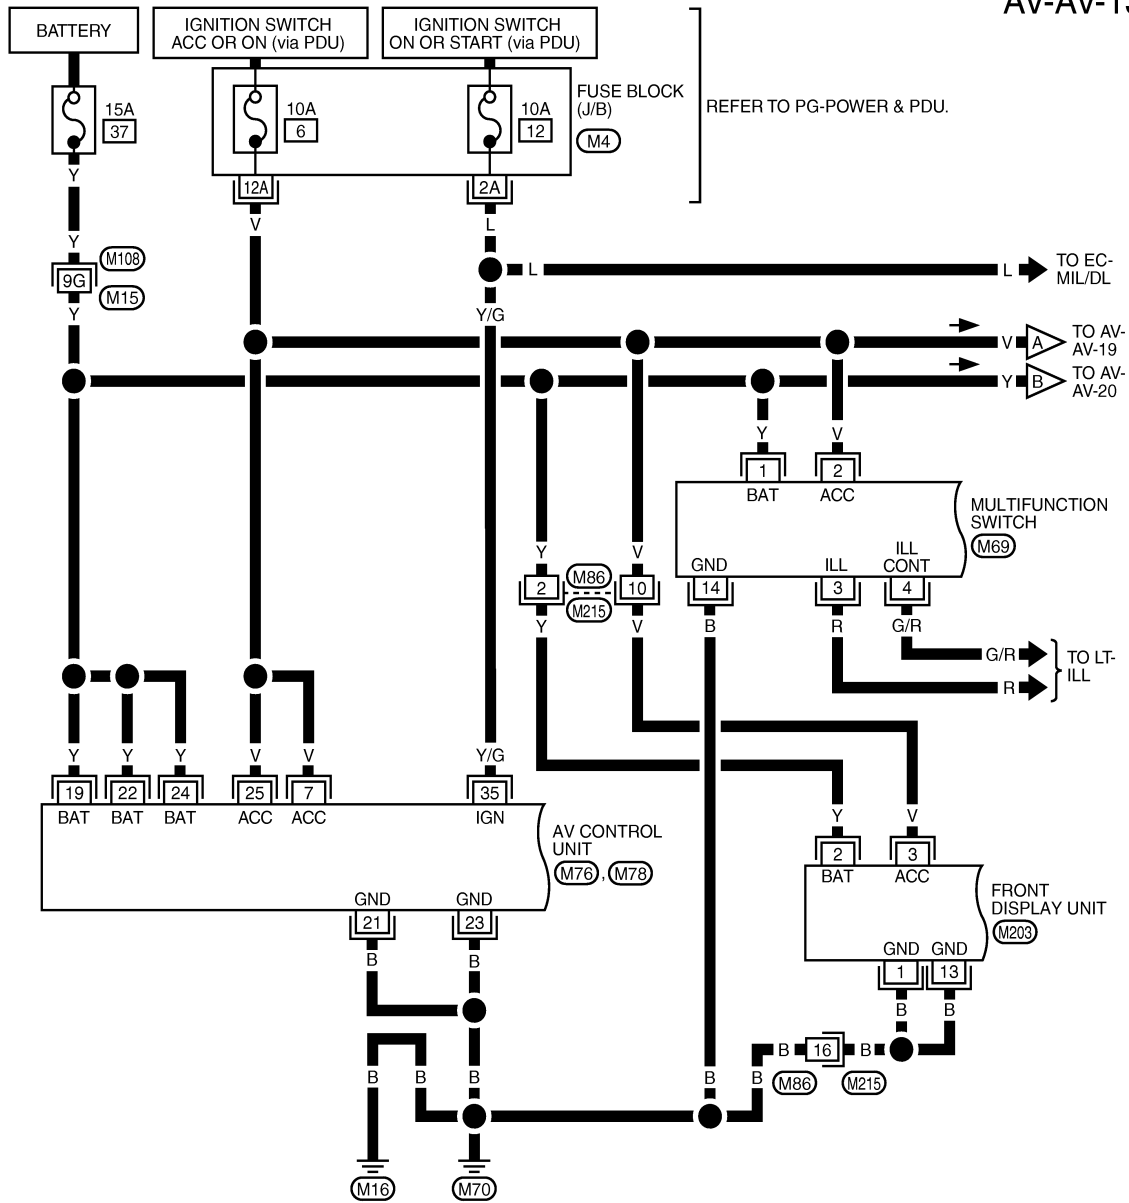 AV-AV-1
BATTERY
IGNITION SWITCH
ACC OR ON (via PDU)
IGNITION SWITCH
ON OR START (via PDU)
15A
37
10A
6
10A
12
FUSE BLOCK
(J/B)
M4
REFER TO PG-POWER & PDU.
12A
2A
Y
V
L
Y
M108
9G
M15
Y
L
L
TO EC-
MIL/DL
Y/G
V
A
TO AV-
AV-19
Y
B
TO AV-
AV-20
Y
V
1
2
BAT
ACC
MULTIFUNCTION
SWITCH
M69
GND
ILL
ILL
CONT
14
3
4
Y
V
2
M86
10
M215
Y
V
B
R
G/R
G/R
R
TO LT-
ILL
Y
Y
Y
V
V
Y/G
19
22
24
25
7
35
BAT
BAT
BAT
ACC
ACC
IGN
AV CONTROL
UNIT
M76 , M78
GND
GND
21
23
Y
V
2
3
BAT
ACC
FRONT
DISPLAY UNIT
M203
GND
GND
1
13
B
B
B
B
B
16
B
M86
M215
B
B
B
B
B
M16
M70